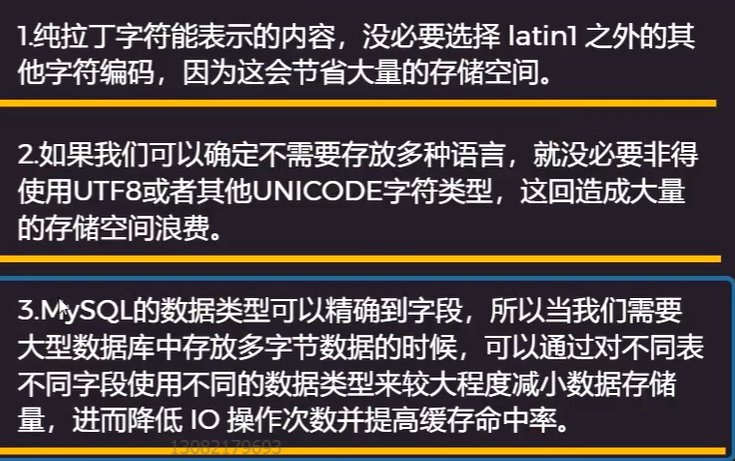 1.纯拉丁字符能表示的内容，没必要选择 latin1 之外的其
他字符编码，因为这会节省大量的存储空间。
2.如果我们可以确定不需要存放多种语言，就没必要非得
使用UTF8或者其他UNICODE字符类型，这回造成大量
的存储空间浪费。
3.MySQL的数据类型可以精确到字段，所以当我们需要
大型数据库中存放多字节数据的时候，可以通过对不同表
不同字段使用不同的数据类型来较大程度减小数据存储
量，进而降低 IO 操作次数并提高缓存命中率。
13082179693